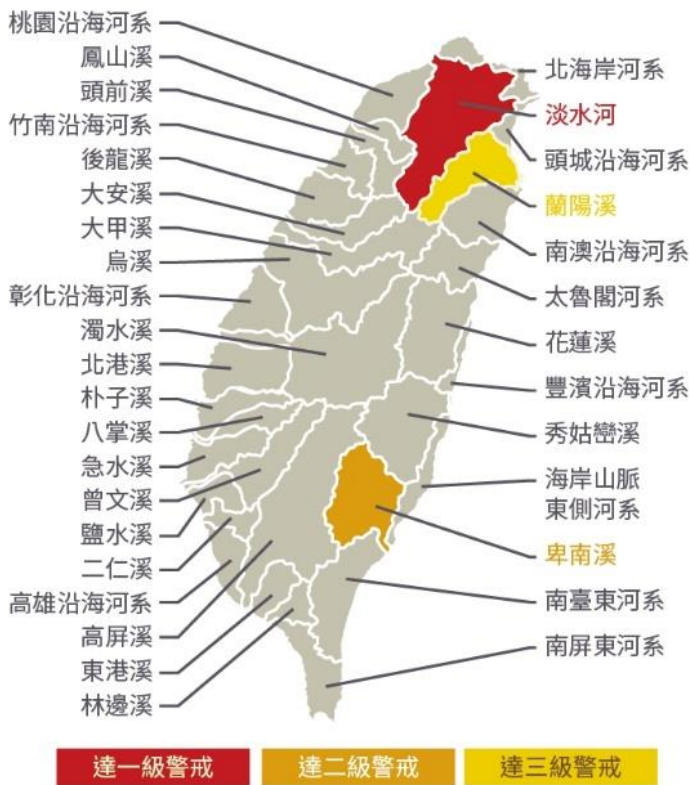 桃園沿海河系
鳳山溪
頭前溪
竹南沿海河系
後龍溪
大安溪
大甲溪
烏溪
彰化沿海河系
濁水溪
北港溪
朴子溪
八掌溪
急水溪
曾文溪
鹽水溪
二仁溪
高雄沿海河系
高屏溪
東港溪
林邊溪
北海岸河系
淡水河
頭城沿海河系
蘭陽溪
南澳沿海河系
太魯閣河系
花蓮溪
豐濱沿海河系
秀姑巒溪
海岸山脈
東側河系
卑南溪
南臺東河系
南屏東河系
達一級警戒
達二級警戒
達三級警戒